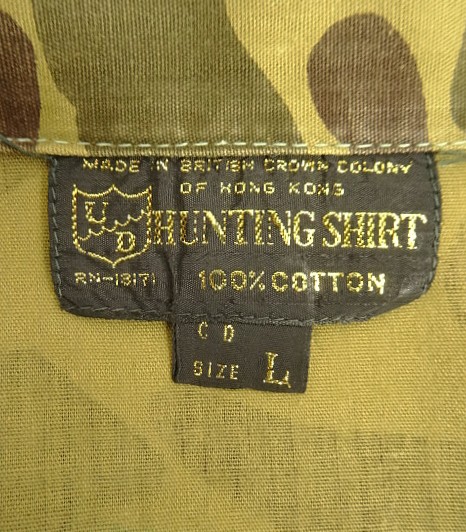 MADE IN BRITISH CROWN COLONY
OF HONG KONG
U
D
HUNTING SHIRT
RN-13171
100% COTTON
C D
SIZE L